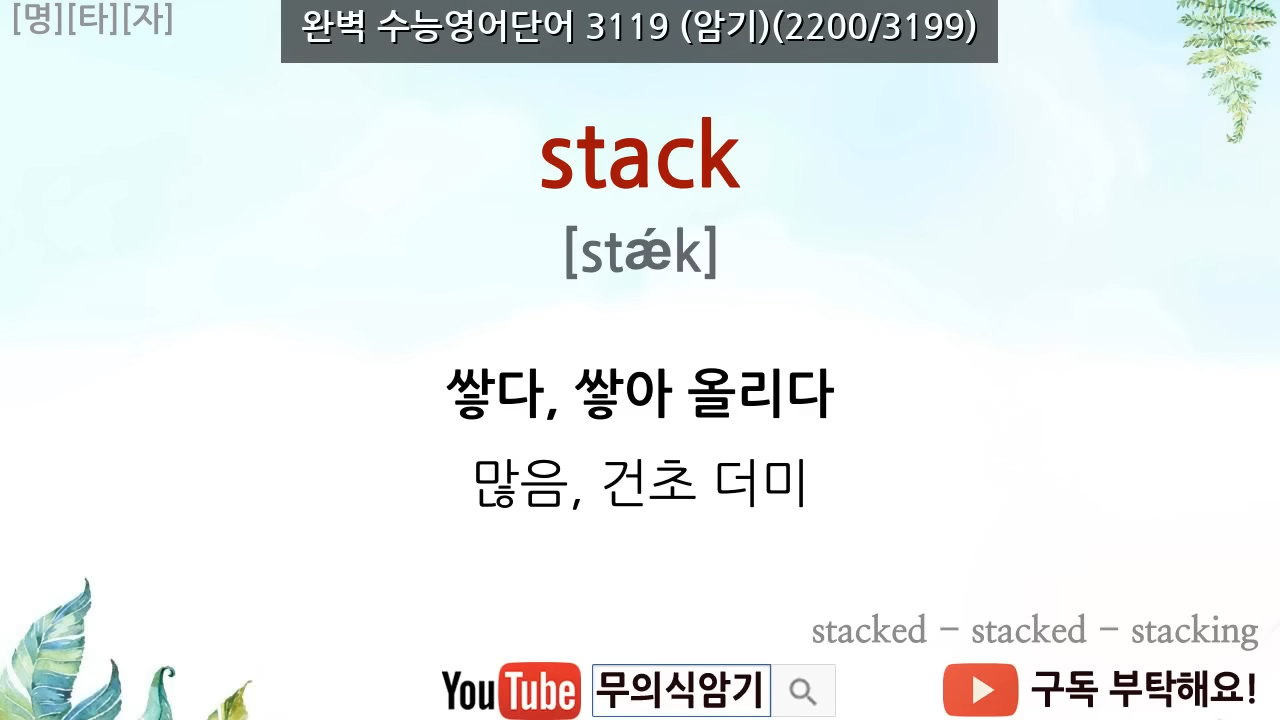 [명][타][자]
완벽 수능영어단어 3119 (암기)(2200/3199)
stack
[stǽk]
쌓다, 쌓아 올리다
많음, 건초 더미
stacked - stacked - stacking
YouTube 무의식암기
구독 부탁해요!